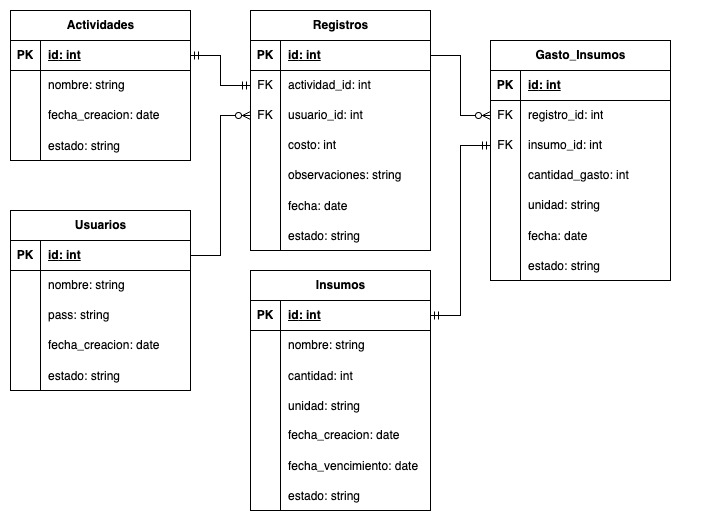 Actividades
PK id: int
nombre: string
fecha_creacion: date
estado: string
Usuarios
PK id: int
nombre: string
pass: string
fecha_creacion: date
estado: string
Registros
PK id: int
FK actividad_id: int
FK usuario_id: int
costo: int
observaciones: string
fecha: date
estado: string
Insumos
PK id: int
nombre: string
cantidad: int
unidad: string
fecha_creacion: date
fecha_vencimiento: date
estado: string
Gasto_Insumos
PK id: int
FK registro_id: int
FK insumo_id: int
cantidad_gasto: int
unidad: string
fecha: date
estado: string